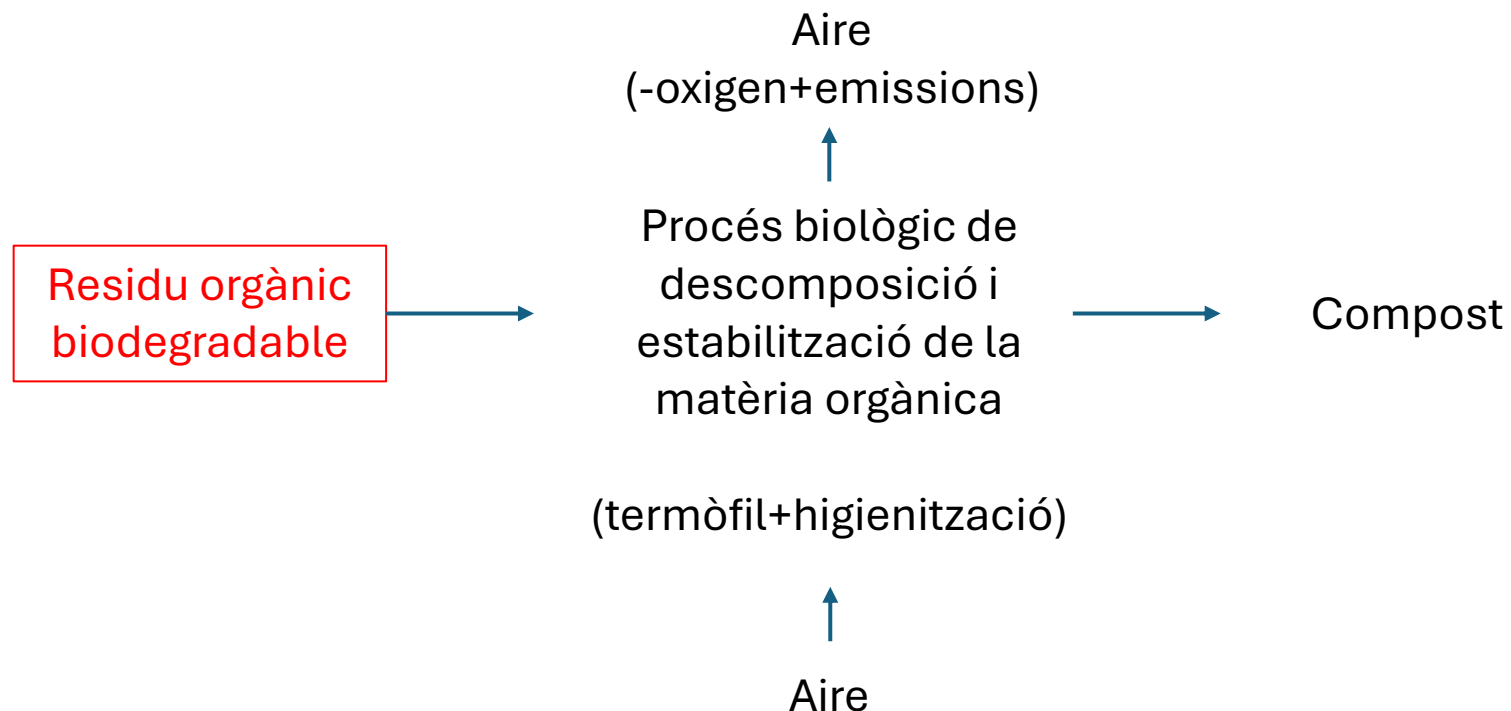 Aire
(-oxigen+emissions)
Residu orgànic
biodegradable
Procés biològic de
descomposició i
estabilització de la
matèria orgànica
(termòfil+higienització)
Compost
Aire